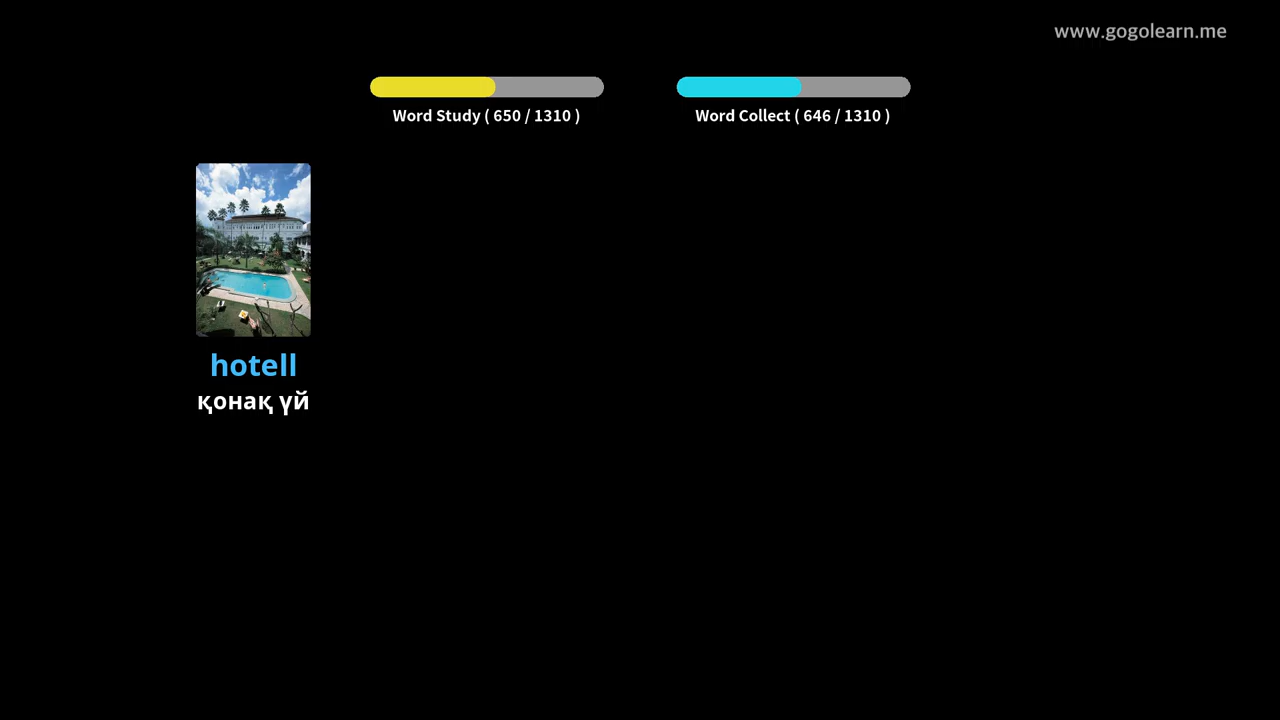 www.gogolearn.me
Word Study ( 650 / 1310 )
Word Collect ( 646 / 1310 )
hotell
қонақ үй